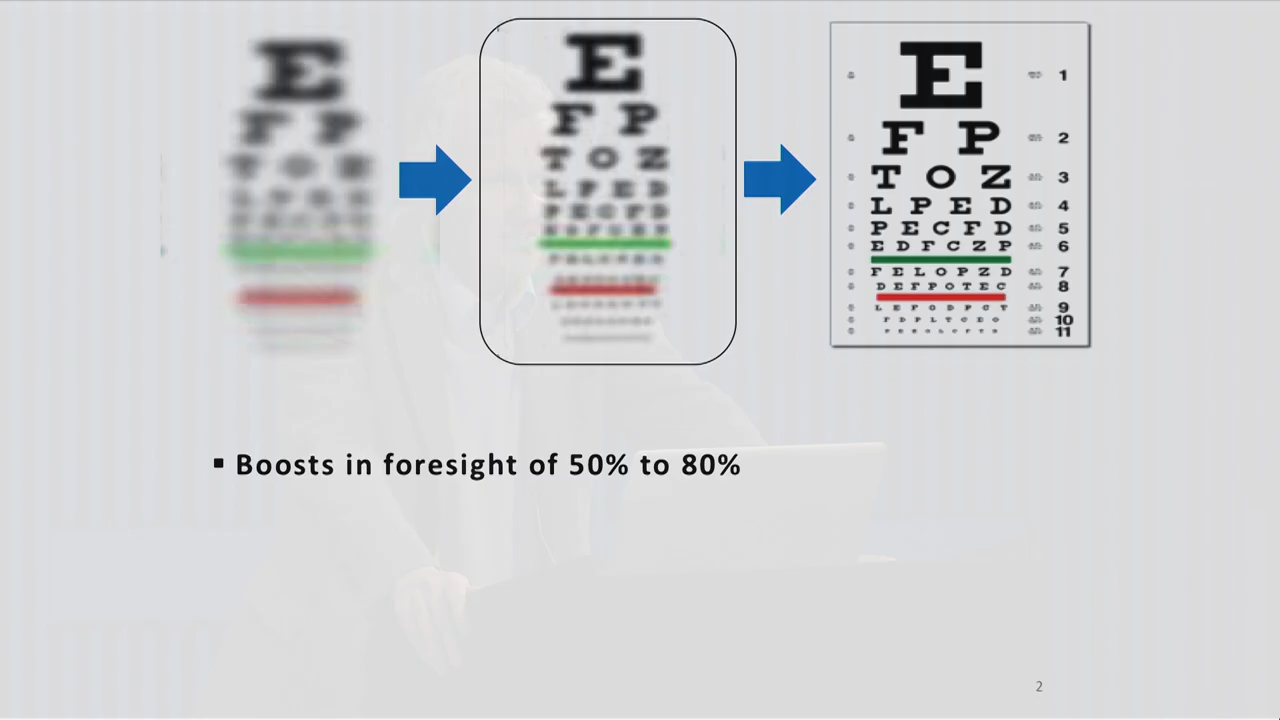 E
F P
T O
E
F P
T O Z
L P E D
P E C F D
E 1
F P 2
T O Z 3
L P E D 4
P E C F D 5
E D F C Z P 6
F E L O P Z D 7
D E F P O T E C 8
L E F O D P C T 9
F D P L T C E O 10
11
▪ Boosts in foresight of 50% to 80%
2